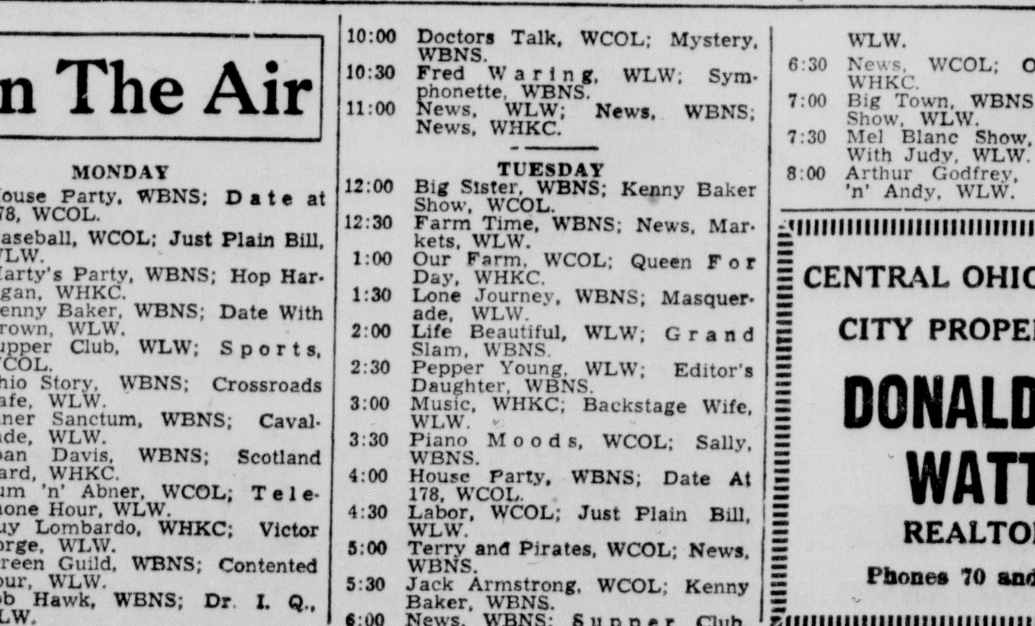 n The Air
MONDAY
ouse Party, WBNS; Date at
78, WCOL.
aseball, WCOL; Just Plain Bill,
WLW.
arty's Party, WBNS; Hop Har-
gan, WHKC.
enny Baker, WBNS; Date With
rown, WLW.
upper Club, WLW; Sports,
WCOL.
hio Story, WBNS; Crossroads
afe, WLW.
ner Sanctum, WBNS; Caval-
ade, WLW.
oan Davis, WBNS; Scotland
ard, WHKC.
um 'n' Abner, WCOL; Tele-
hone Hour, WLW.
uy Lombardo, WHKC; Victor
orge, WLW.
creen Guild, WBNS; Contented
our, WLW.
ob Hawk, WBNS; Dr. I. Q.,
LW.
10:00 Doctors Talk, WCOL; Mystery,
WBNS.
10:30 Fred Waring, WLW; Sym-
phonette, WBNS.
11:00 News, WLW; News, WBNS;
News, WHKC.
TUESDAY
12:00 Big Sister, WBNS; Kenny Baker
Show, WCOL.
12:30 Farm Time, WBNS; News, Mar-
kets, WLW.
1:00 Our Farm, WCOL; Queen For
Day, WHKC.
1:30 Lone Journey, WBNS; Masquer-
ade, WLW.
2:00 Life Beautiful, WLW; Grand
Slam, WBNS.
2:30 Pepper Young, WLW; Editor's
Daughter, WBNS.
3:00 Music, WHKC; Backstage Wife,
WLW.
3:30 Piano Moods, WCOL; Sally,
WBNS.
4:00 House Party, WBNS; Date At
178, WCOL.
4:30 Labor, WCOL; Just Plain Bill,
WLW.
5:00 Terry and Pirates, WCOL; News,
WBNS.
5:30 Jack Armstrong, WCOL; Kenny
Baker, WBNS.
6:00 News, WBNS; Supper Club,
WLW.
6:30 News, WCOL; O
WHKC.
7:00 Big Town, WBNS
Show, WLW.
7:30 Mel Blanc Show,
With Judy, WLW.
8:00 Arthur Godfrey,
'n' Andy, WLW.
CENTRAL OHIO
CITY PROPE
DONALD
WATT
REALTO
Phones 70 and